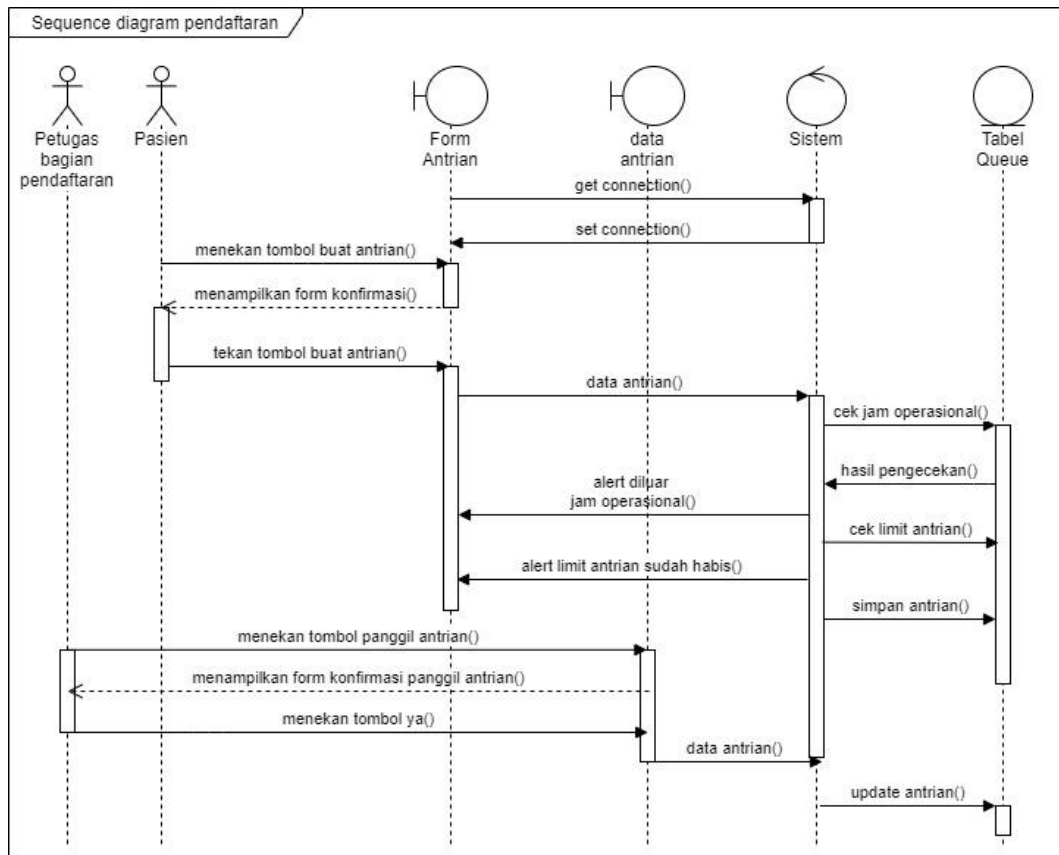 Sequence diagram pendaftaran
Petugas
bagian
pendaftaran
Pasien
Form
Antrian
data
antrian
Sistem
Tabel
Queue
get connection()
set connection()
menekan tombol buat antrian()
menampilkan form konfirmasi()
tekan tombol buat antrian()
data antrian()
cek jam operasional()
hasil pengecekan()
alert diluar
jam operasional()
cek limit antrian()
alert limit antrian sudah habis()
simpan antrian()
menekan tombol panggil antrian()
menampilkan form konfirmasi panggil antrian()
menekan tombol ya()
data antrian()
update antrian()